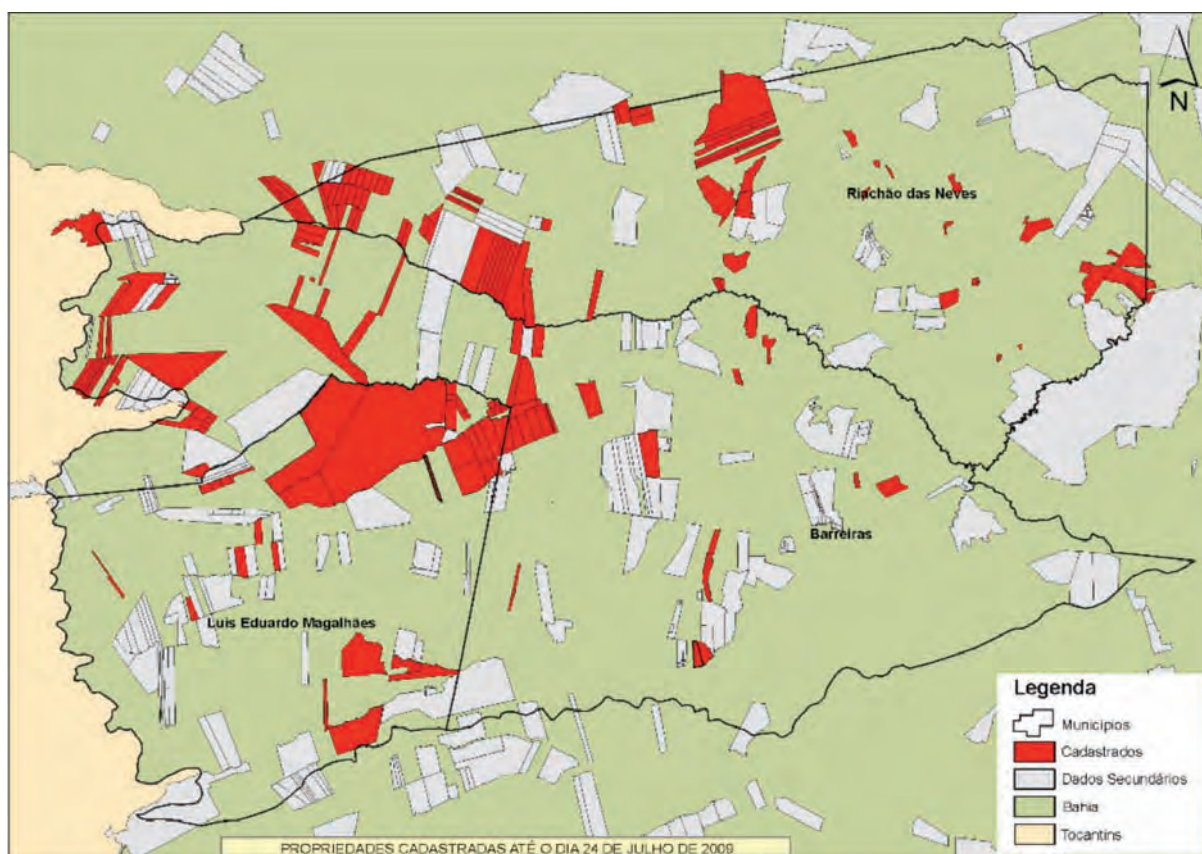 N
Riachão das Neves
Barreiras
Luis Eduardo Magalhães
Legenda
Municípios
Cadastrados
Dados Secundários
Bahia
Tocantins
PROPRIEDADES CADASTRADAS ATÉ O DIA 24 DE JULHO DE 2009